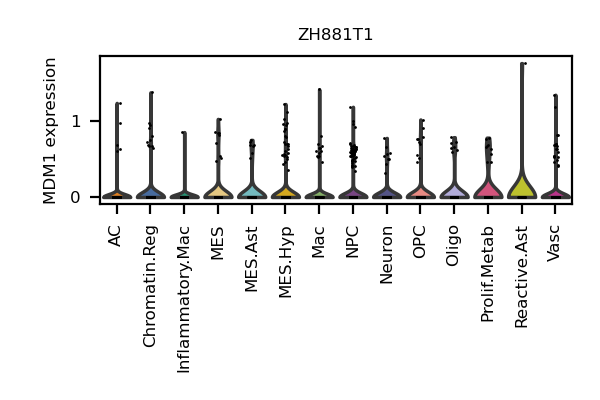 ZH881T1
MDM1 expression
1
0
AC
Chromatin.Reg
Inflammatory.Mac
MES
MES.Ast
MES.Hyp
Mac
NPC
Neuron
OPC
Oligo
Prolif.Metab
Reactive.Ast
Vasc